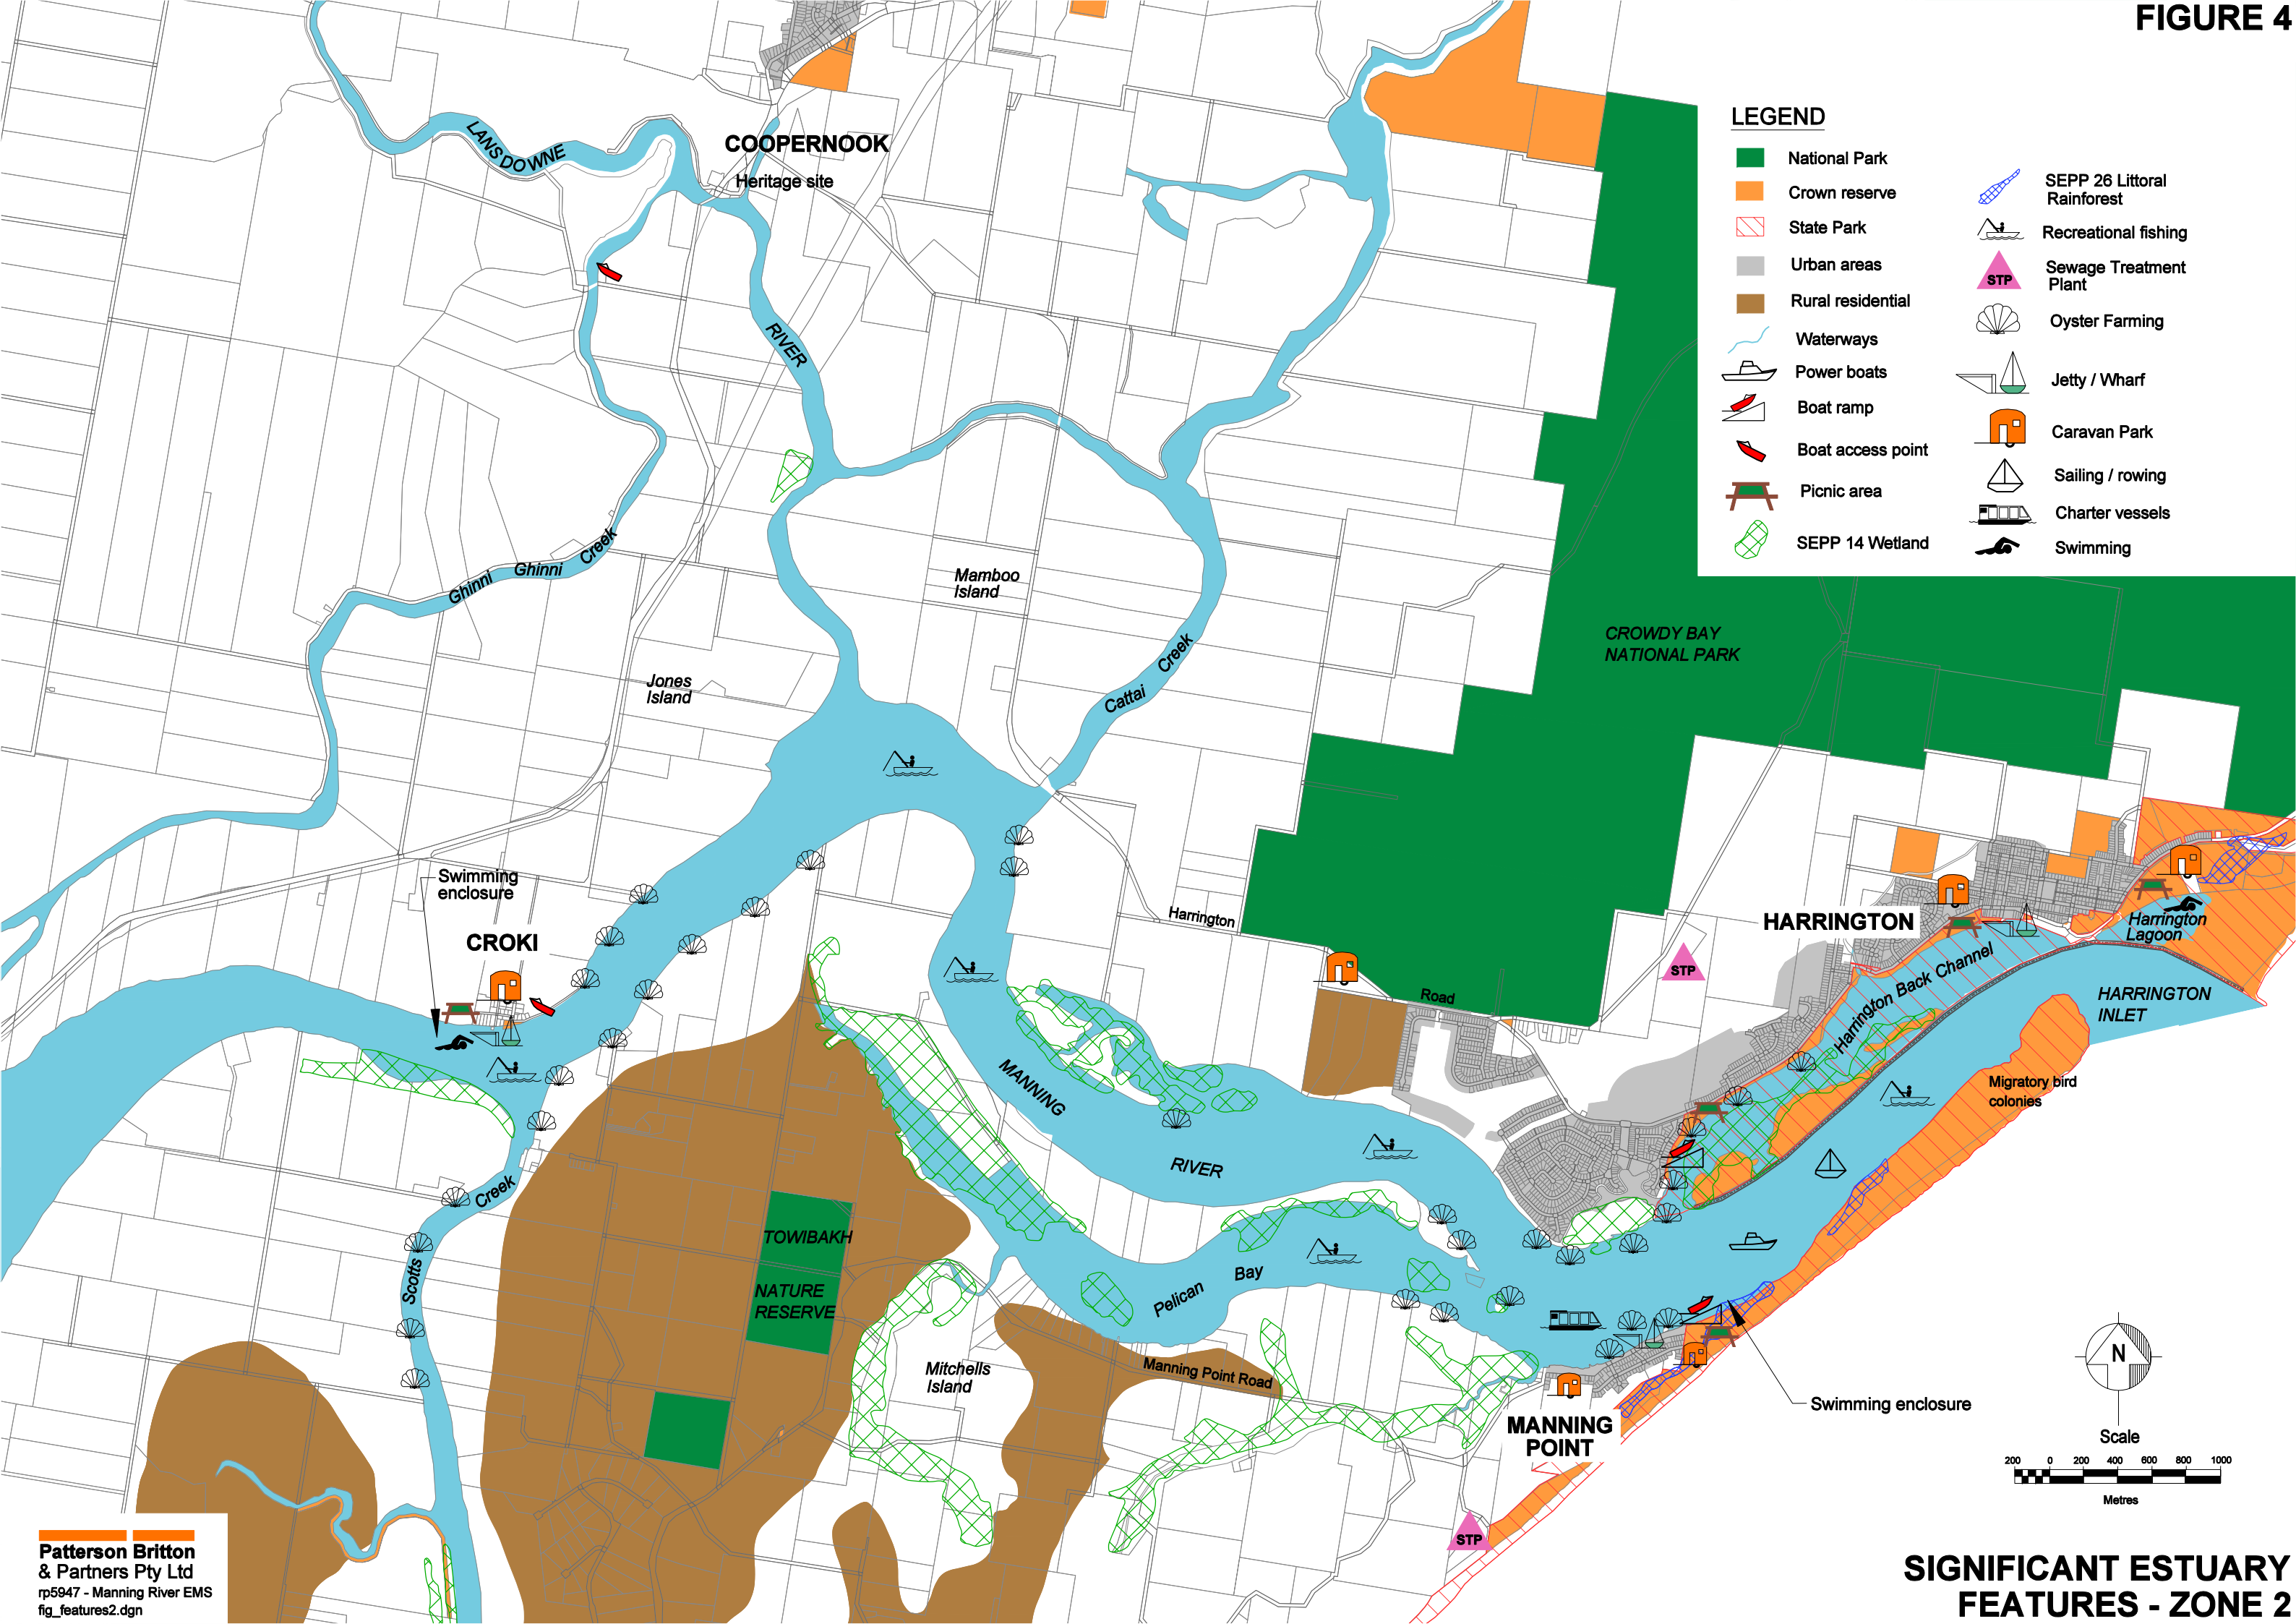 FIGURE 4
LEGEND
National Park
Crown reserve
State Park
Urban areas
Rural residential
Waterways
Power boats
Boat ramp
Boat access point
Picnic area
SEPP 14 Wetland
SEPP 26 Littoral
Rainforest
Recreational fishing
STP
Sewage Treatment
Plant
Oyster Farming
Jetty / Wharf
Caravan Park
Sailing / rowing
Charter vessels
Swimming
LANSDOWNE
COOPERNOOK
Heritage site
RIVER
Ghinni Ghinni Creek
Mamboo
Island
Jones
Island
Cattai Creek
CROWDY BAY
NATIONAL PARK
Swimming
enclosure
CROKI
Harrington
Road
STP
HARRINGTON
Harrington
Lagoon
Harrington Back Channel
HARRINGTON
INLET
Migratory bird
colonies
MANNING
RIVER
Scotts Creek
TOWIBAKH
NATURE
RESERVE
Pelican Bay
Mitchells
Island
Manning Point Road
MANNING
POINT
Swimming enclosure
STP
N
Scale
200 0 200 400 600 800 1000
Metres
Patterson Britton
& Partners Pty Ltd
rp5947 - Manning River EMS
fig_features2.dgn
SIGNIFICANT ESTUARY
FEATURES - ZONE 2